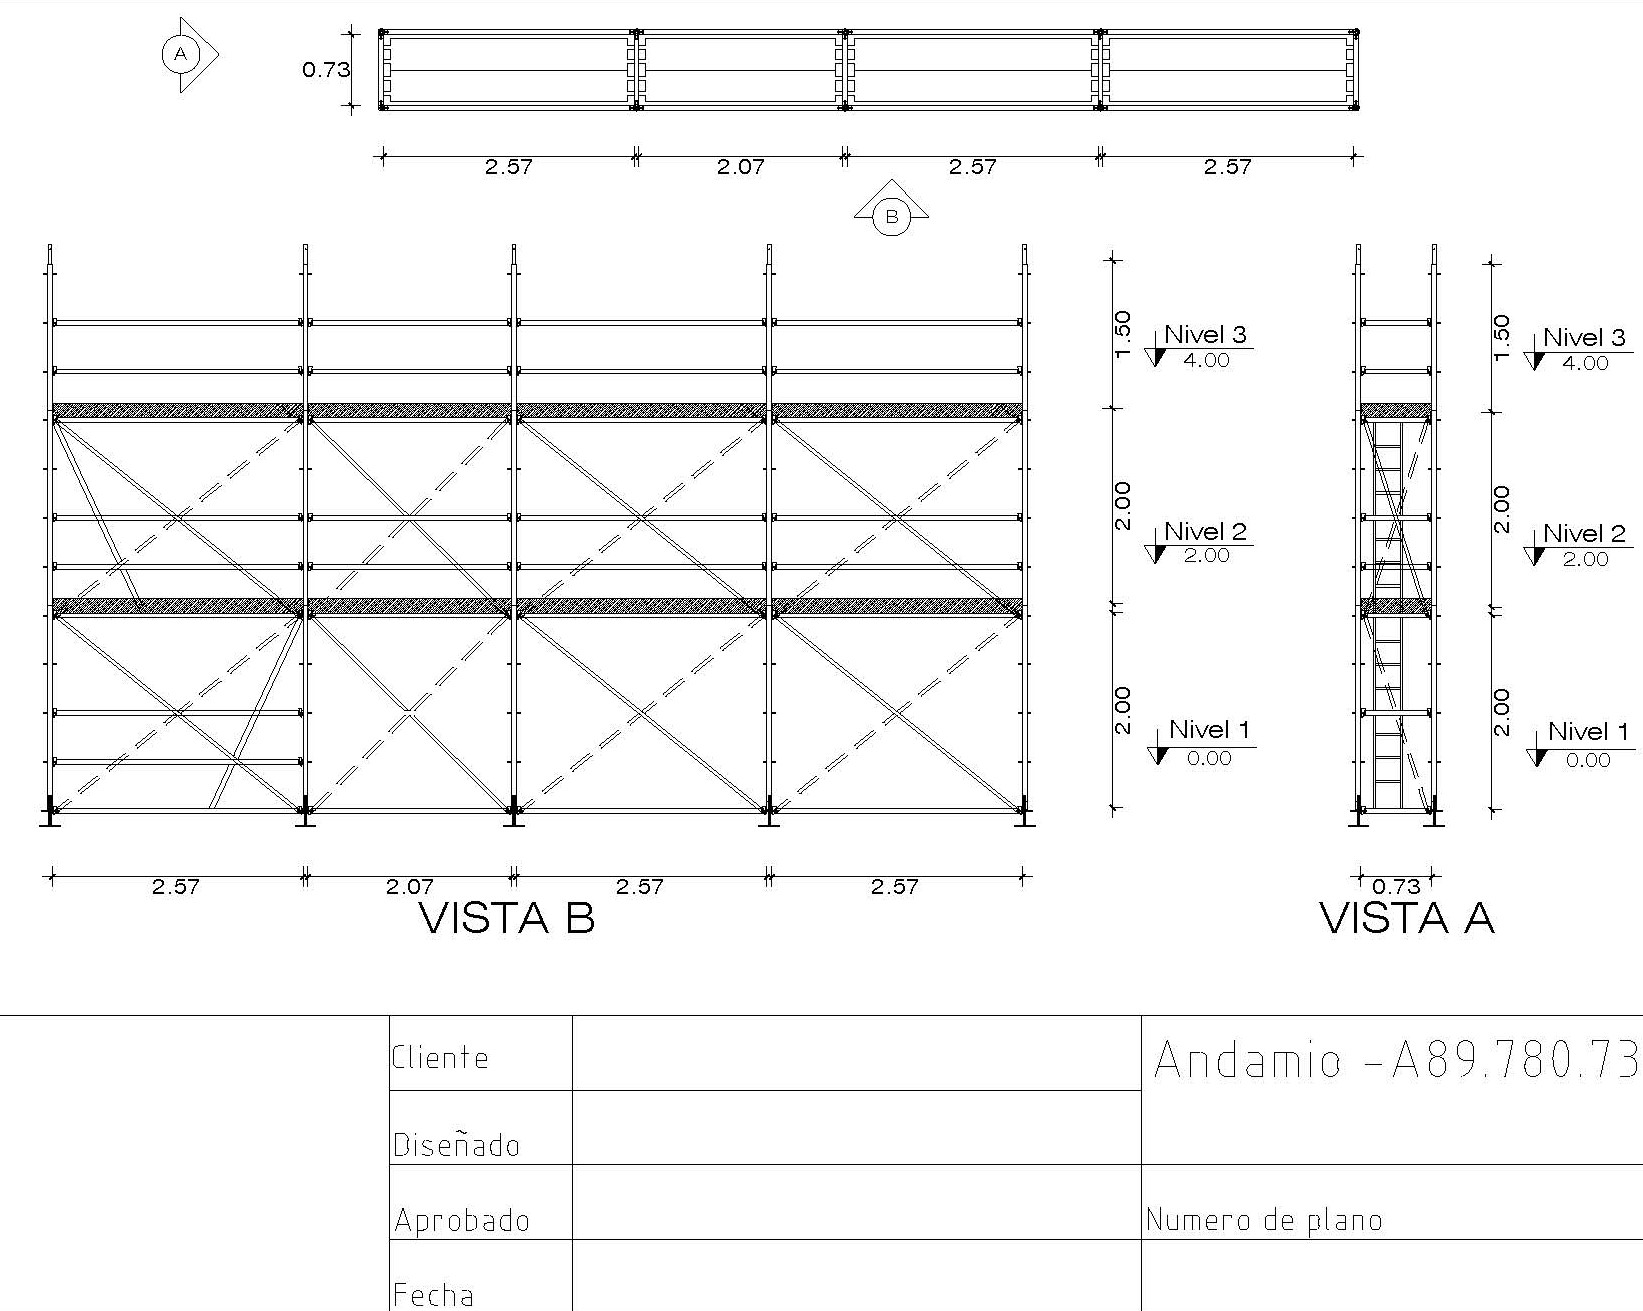 A
0.73
2.57
2.07
2.57
2.57
B
1.50
Nivel 3
4.00
2.00
Nivel 2
2.00
2.00
Nivel 1
0.00
1.50
Nivel 3
4.00
2.00
Nivel 2
2.00
2.00
Nivel 1
0.00
2.57
2.07
2.57
2.57
VISTA B
0.73
VISTA A
Cliente
Andamio -A89.780.73
Diseñado
Aprobado
Numero de plano
Fecha